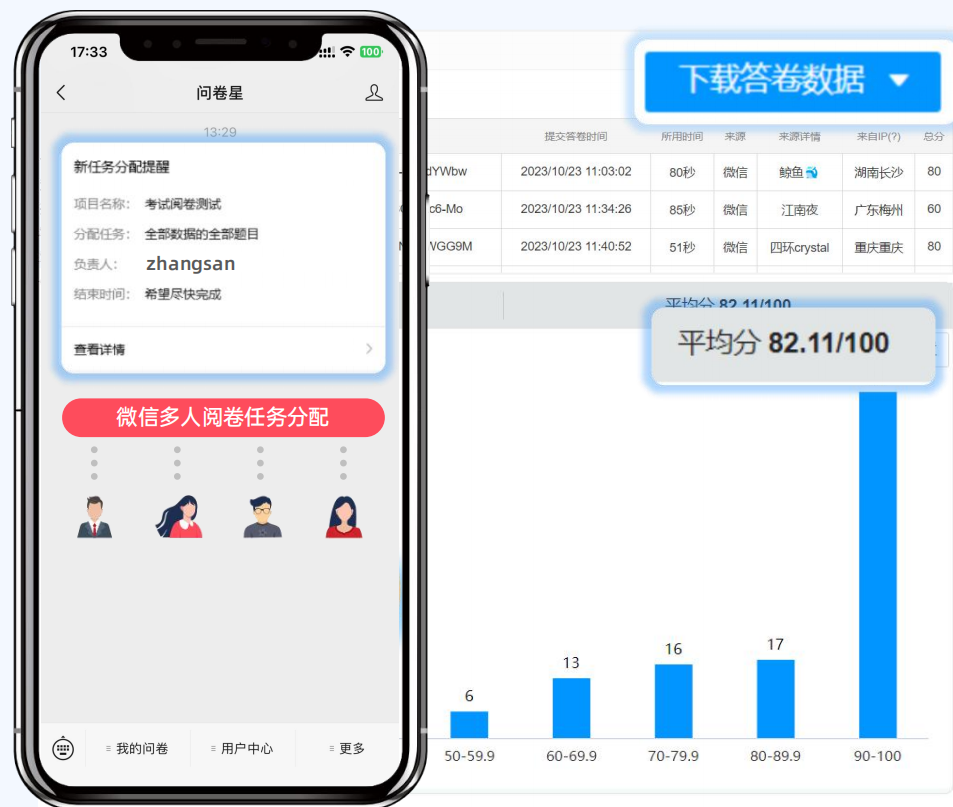 17:33
100
问卷星
13:29
新任务分配提醒
项目名称： 考试阅卷测试
分配任务： 全部数据的全部题目
负责人： zhangsan
结束时间： 希望尽快完成
查看详情
微信多人阅卷任务分配
我的问卷 用户中心 更多
下载答卷数据
提交答卷时间 所用时间 来源 来源详情 来自IP(?) 总分
dYWbw 2023/10/23 11:03:02 80秒 微信 鲸鱼 湖南长沙 80
c6-Mo 2023/10/23 11:34:26 85秒 微信 江南夜 广东梅州 60
WGG9M 2023/10/23 11:40:52 51秒 微信 四环crystal 重庆重庆 80
平均分 82.11/100
平均分 82.11/100
6 13 16 17
50-59.9 60-69.9 70-79.9 80-89.9 90-100